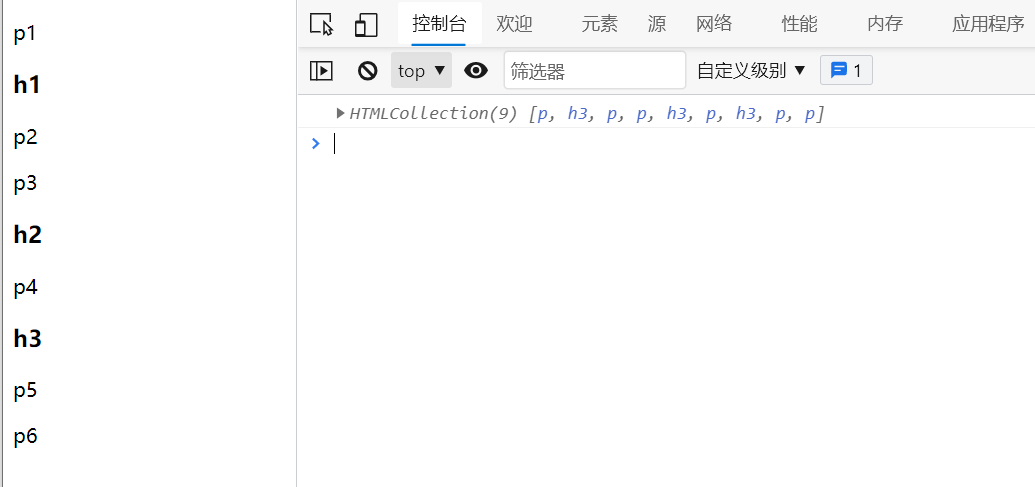 p1
h1
p2
p3
h2
p4
h3
p5
p6
控制台 欢迎 元素 源 网络 性能 内存 应用程序
top ▼ 筛选器 自定义级别 ▼ 1
▶ HTMLCollection(9) [p, h3, p, p, h3, p, h3, p, p]
>